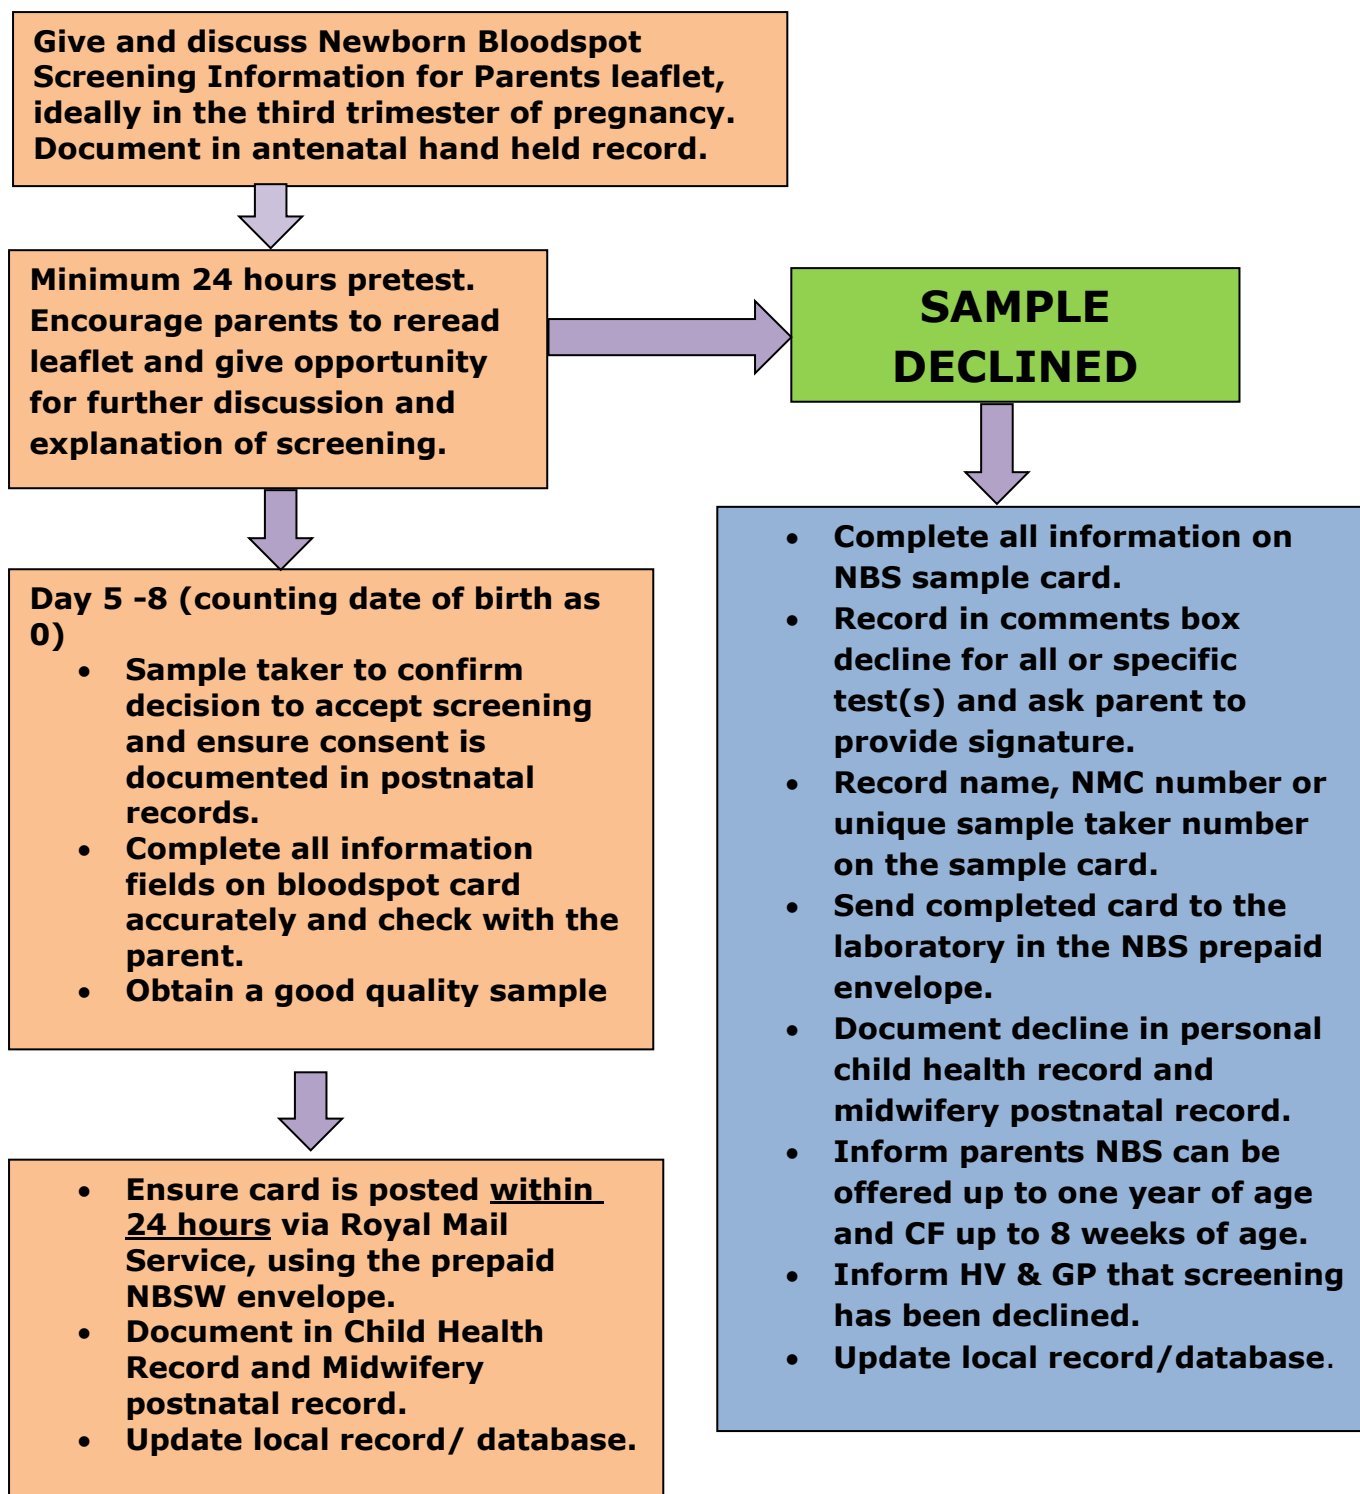 Give and discuss Newborn Bloodspot
Screening Information for Parents leaflet,
ideally in the third trimester of pregnancy.
Document in antenatal hand held record.
Minimum 24 hours pretest.
Encourage parents to reread
leaflet and give opportunity
for further discussion and
explanation of screening.
SAMPLE
DECLINED
Day 5 -8 (counting date of birth as
0)
• Sample taker to confirm
decision to accept screening
and ensure consent is
documented in postnatal
records.
• Complete all information
fields on bloodspot card
accurately and check with the
parent.
• Obtain a good quality sample
• Ensure card is posted within
24 hours via Royal Mail
Service, using the prepaid
NBSW envelope.
• Document in Child Health
Record and Midwifery
postnatal record.
• Update local record/ database.
• Complete all information on
NBS sample card.
• Record in comments box
decline for all or specific
test(s) and ask parent to
provide signature.
• Record name, NMC number or
unique sample taker number
on the sample card.
• Send completed card to the
laboratory in the NBS prepaid
envelope.
• Document decline in personal
child health record and
midwifery postnatal record.
• Inform parents NBS can be
offered up to one year of age
and CF up to 8 weeks of age.
• Inform HV & GP that screening
has been declined.
• Update local record/database.